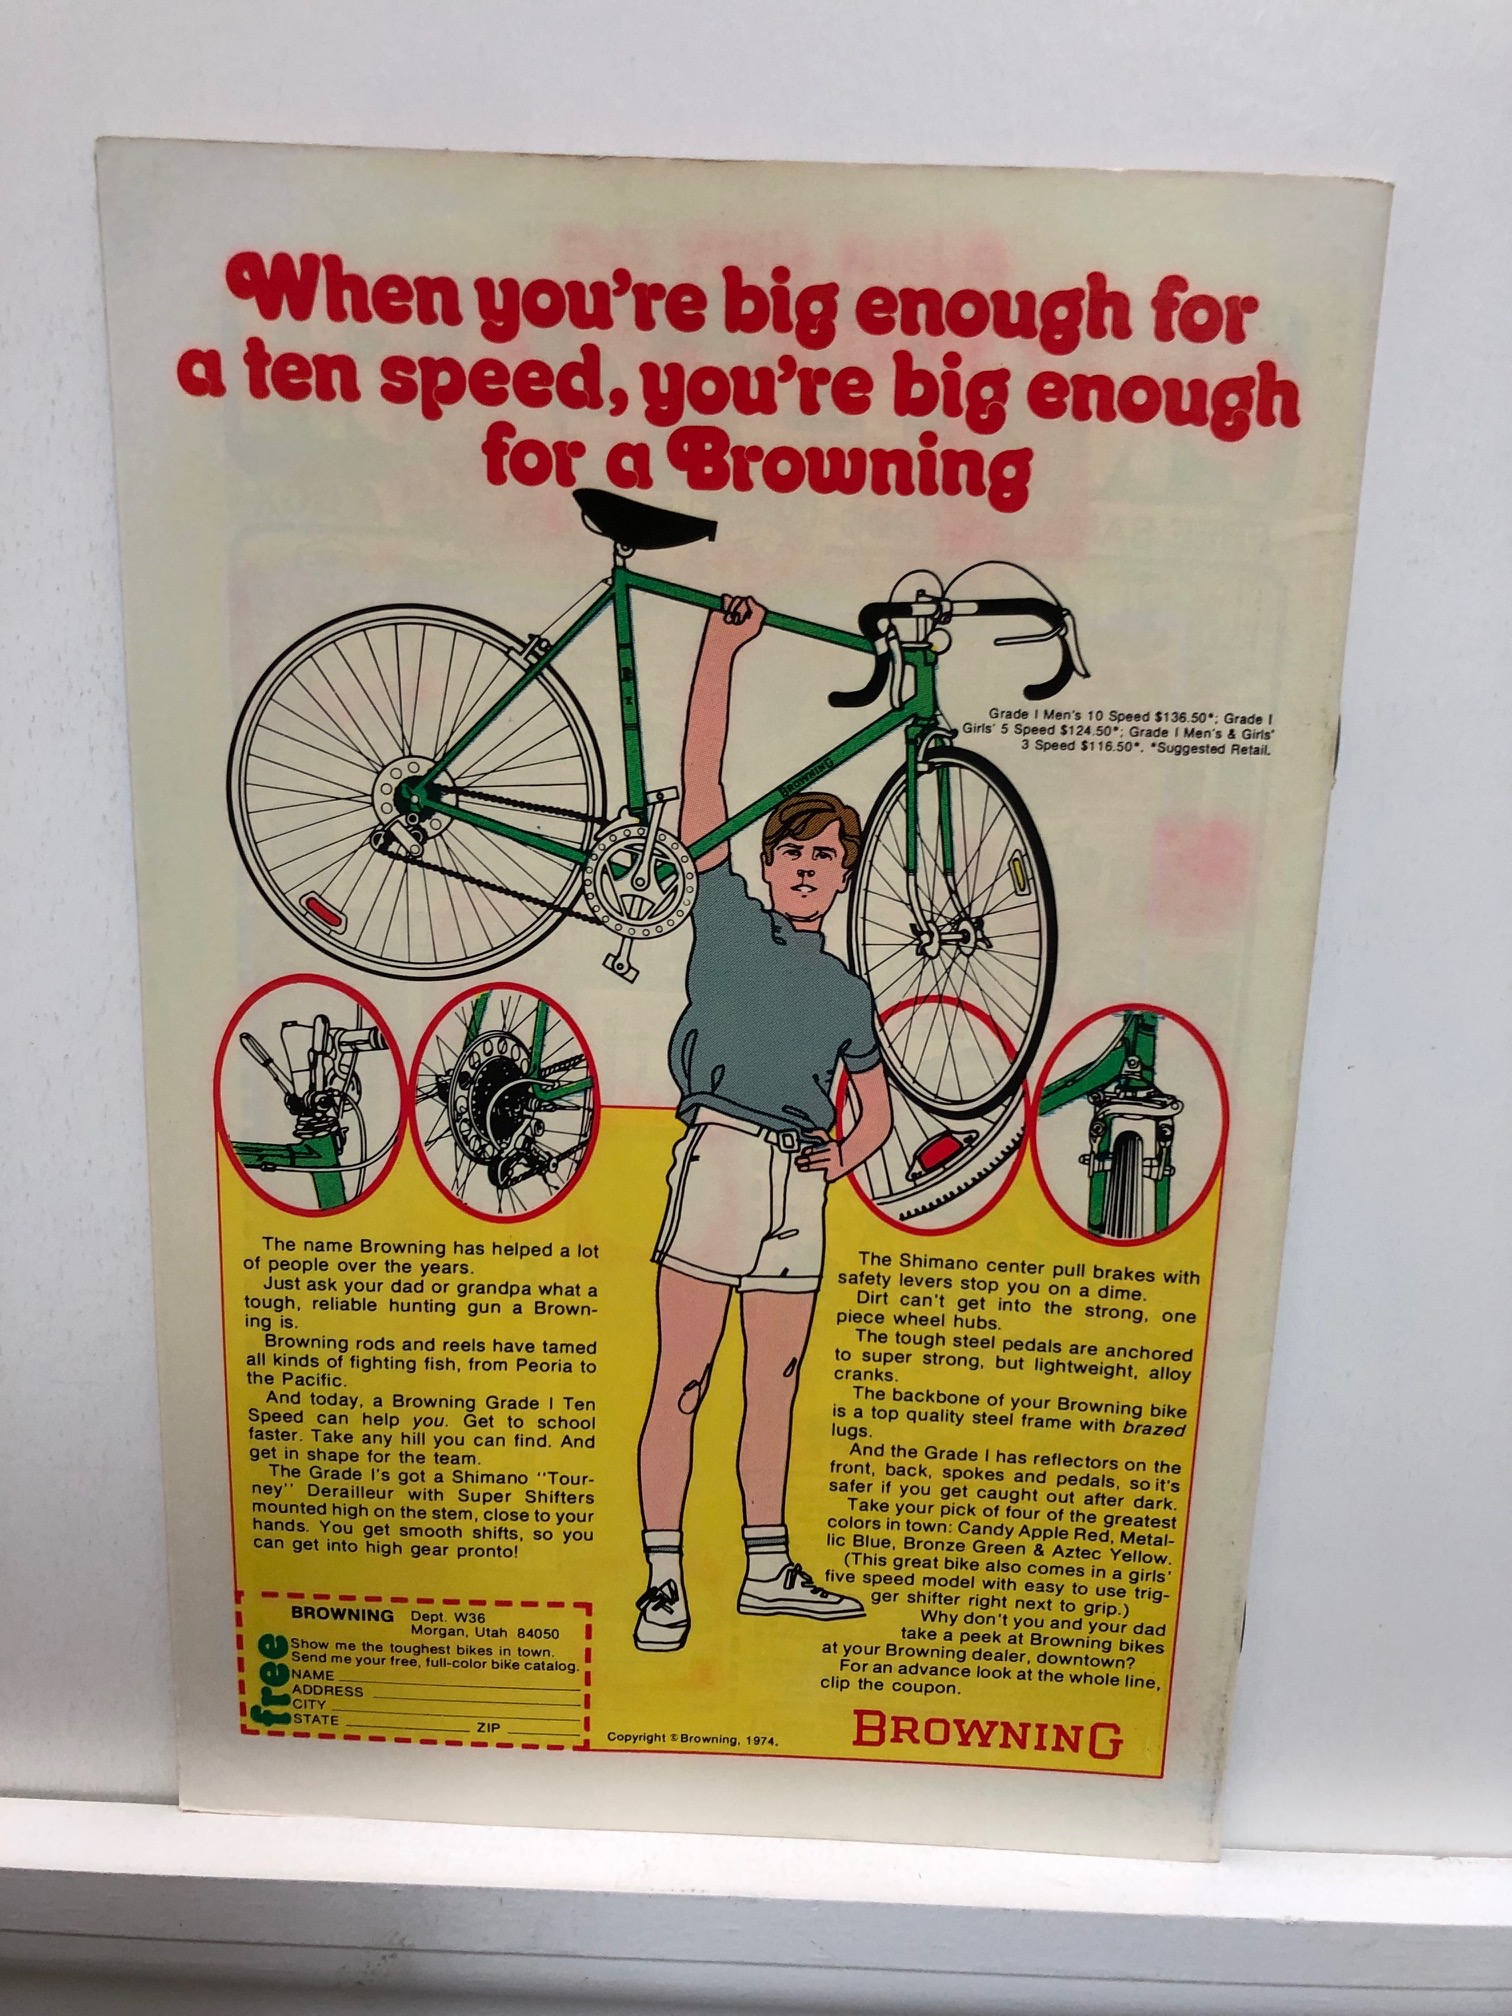 When you're big enough for
a ten speed, you're big enough
for a Browning
BROWNING
Grade I Men's 10 Speed $136.50*; Grade I
Girls' 5 Speed $124.50*; Grade I Men's & Girls'
3 Speed $116.50*. *Suggested Retail.
The name Browning has helped a lot
of people over the years.
Just ask your dad or grandpa what a
tough, reliable hunting gun a Brown-
ing is.
Browning rods and reels have tamed
all kinds of fighting fish, from Peoria to
the Pacific.
And today, a Browning Grade I Ten
Speed can help you. Get to school
faster. Take any hill you can find. And
get in shape for the team.
The Grade I's got a Shimano "Tour-
ney" Derailleur with Super Shifters
mounted high on the stem, close to your
hands. You get smooth shifts, so you
can get into high gear pronto!
The Shimano center pull brakes with
safety levers stop you on a dime.
Dirt can't get into the strong, one
piece wheel hubs.
The tough steel pedals are anchored
to super strong, but lightweight, alloy
cranks.
The backbone of your Browning bike
is a top quality steel frame with brazed
lugs.
And the Grade I has reflectors on the
front, back, spokes and pedals, so it's
safer if you get caught out after dark.
Take your pick of four of the greatest
colors in town: Candy Apple Red, Metal-
lic Blue, Bronze Green & Aztec Yellow.
(This great bike also comes in a girls'
five speed model with easy to use trig-
ger shifter right next to grip.)
Why don't you and your dad
take a peek at Browning bikes
at your Browning dealer, downtown?
For an advance look at the whole line,
clip the coupon.
BROWNING Dept. W36
Morgan, Utah 84050
free
Show me the toughest bikes in town.
Send me your free, full-color bike catalog.
NAME
ADDRESS
CITY
STATE ZIP
Copyright © Browning, 1974.
BROWNING